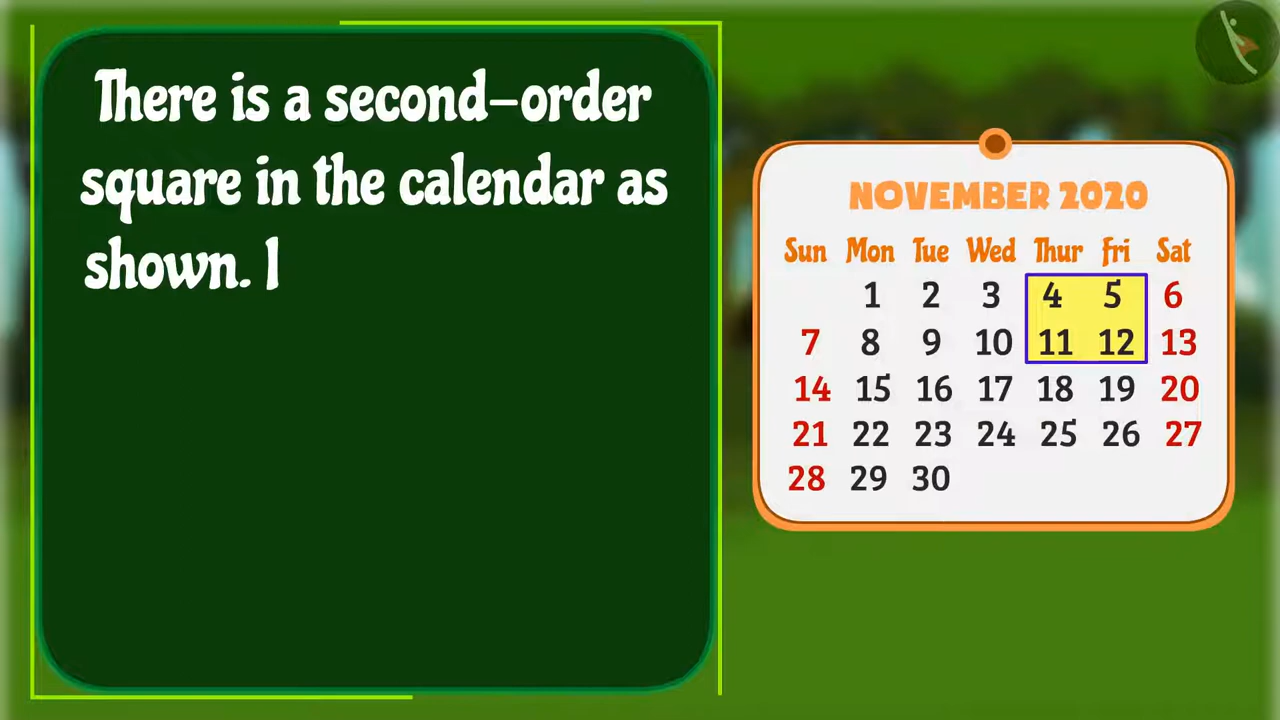 There is a second-order
square in the calendar as
shown. I
NOVEMBER 2020
Sun Mon Tue Wed Thur Fri Sat
1 2 3 4 5 6
7 8 9 10 11 12 13
14 15 16 17 18 19 20
21 22 23 24 25 26 27
28 29 30